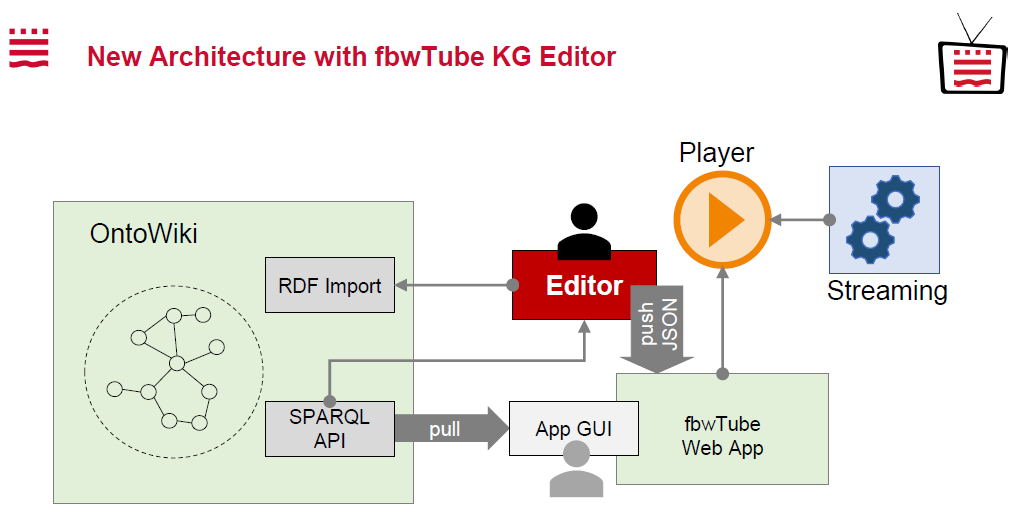 New Architecture with fbwTube KG Editor
Player
OntoWiki
RDF Import
Editor
Streaming
push
JSON
SPARQL
API
pull
App GUI
fbwTube
Web App